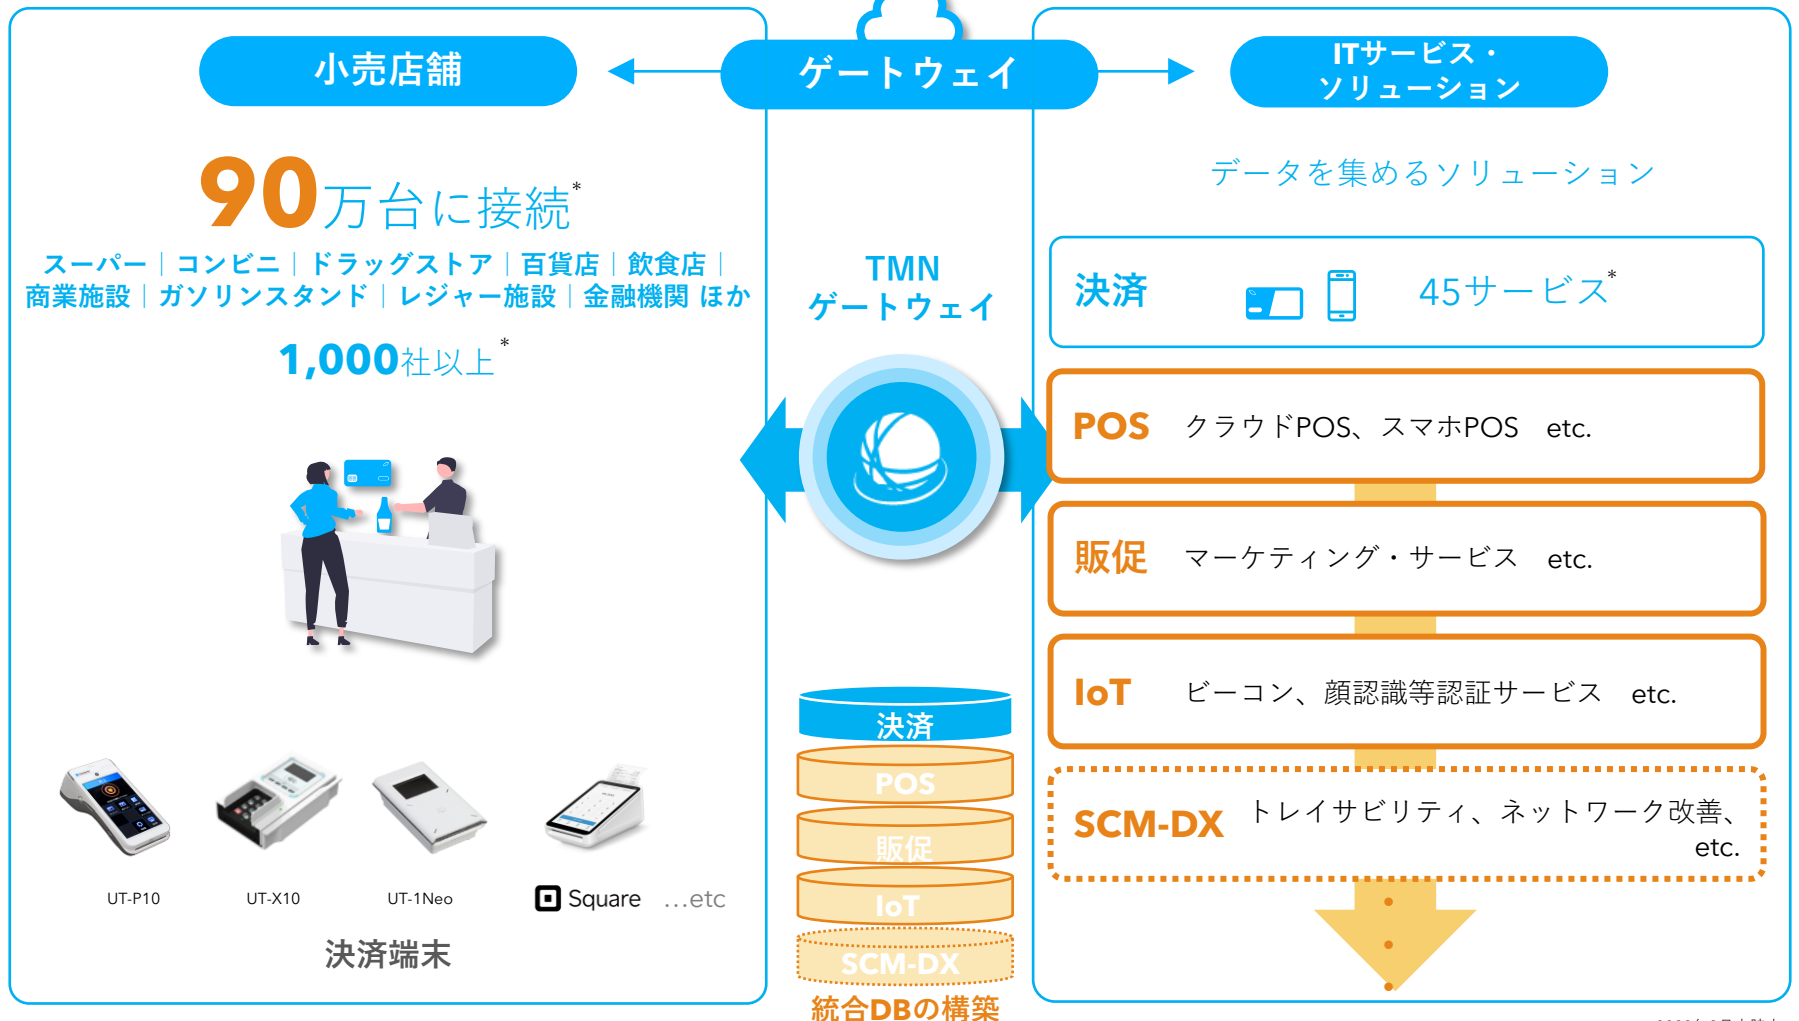 小売店舗
ゲートウェイ
ITサービス・
ソリューション
90万台に接続*
スーパー｜コンビニ｜ドラッグストア｜百貨店｜飲食店｜
商業施設｜ガソリンスタンド｜レジャー施設｜金融機関 ほか
1,000社以上*
UT-P10
UT-X10
UT-1Neo
Square
…etc
決済端末
TMN
ゲートウェイ
決済
POS
販促
IoT
SCM-DX
統合DBの構築
データを集めるソリューション
決済 45サービス*
POS クラウドPOS、スマホPOS etc.
販促 マーケティング・サービス etc.
IoT ビーコン、顔認識等認証サービス etc.
SCM-DX トレイサビリティ、ネットワーク改善、
etc.